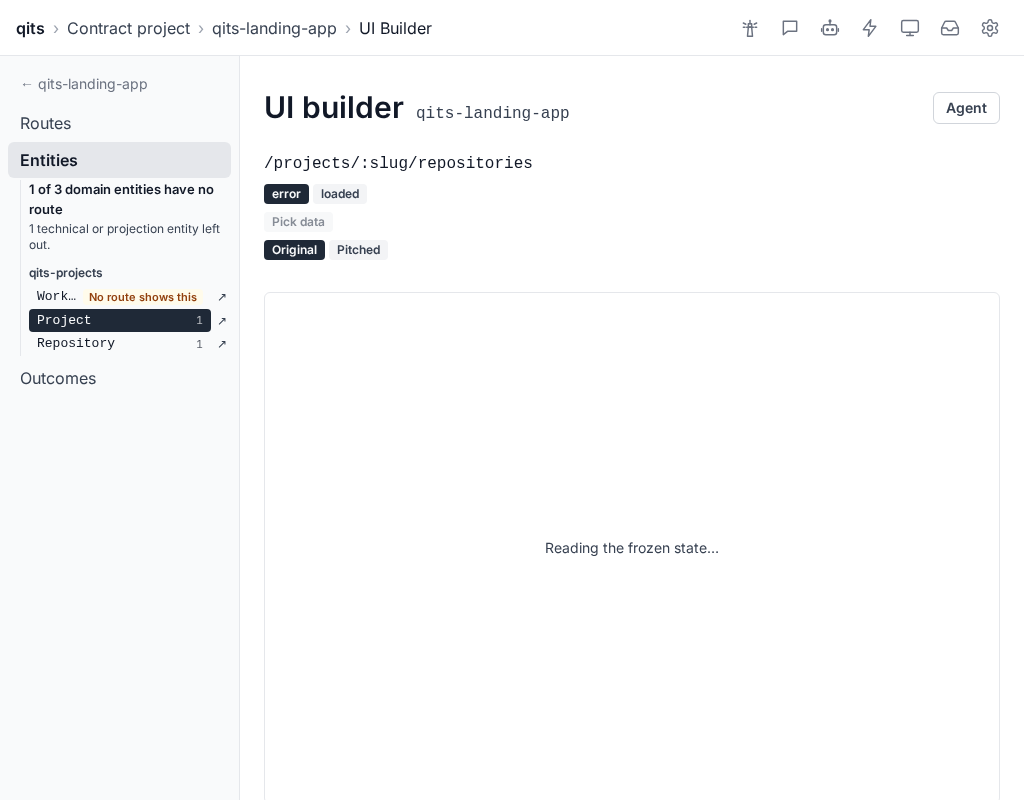 qits › Contract project › qits-landing-app › UI Builder
← qits-landing-app
Routes
Entities
1 of 3 domain entities have no
route
1 technical or projection entity left
out.
qits-projects
Work… No route shows this ↗
Project 1 ↗
Repository 1 ↗
Outcomes
UI builder qits-landing-app
Agent
/projects/:slug/repositories
error loaded
Pick data
Original Pitched
Reading the frozen state…